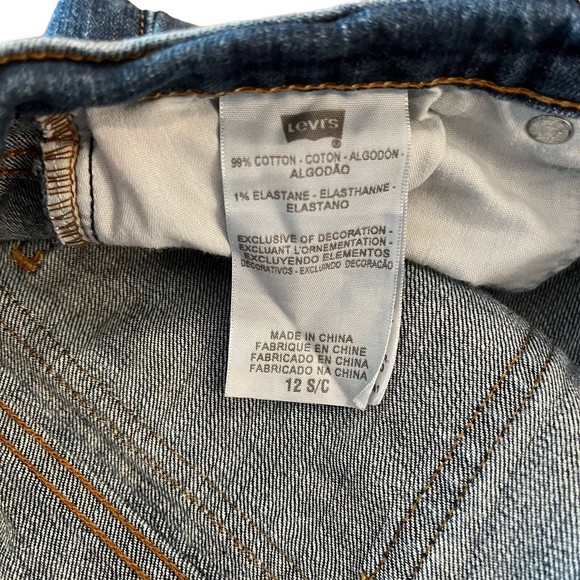 Levi's
®
99% COTTON - COTON - ALGODÓN -
ALGODÃO
1% ELASTANE - ELASTHANNE -
ELASTANO
EXCLUSIVE OF DECORATION -
EXCLUANT L'ORNEMENTATION -
EXCLUYENDO ELEMENTOS
DECORATIVOS - EXCLUINDO DECORAÇÃO
MADE IN CHINA
FABRIQUE EN CHINE
FABRICADO EN CHINA
FABRICADO NA CHINA
12 S/C